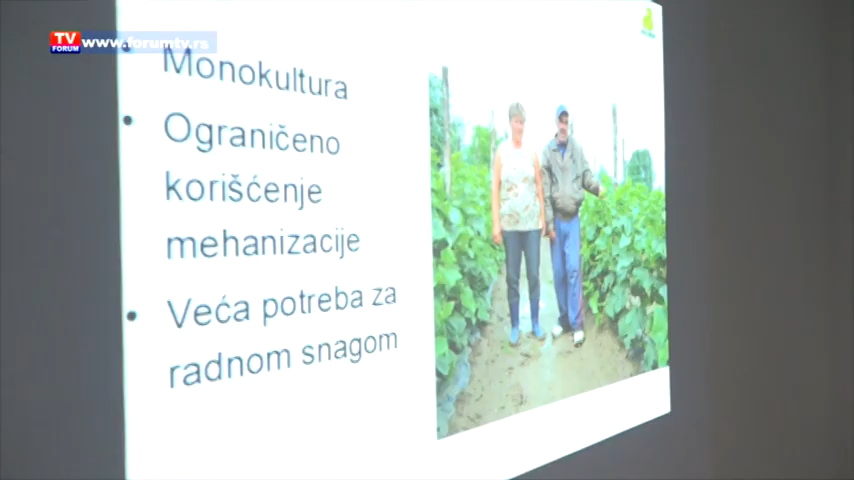 TV
FORUM
www.forumtv.rs
Monokultura
Ograničeno
korišćenje
mehanizacije
Veća potreba za
radnom snagom